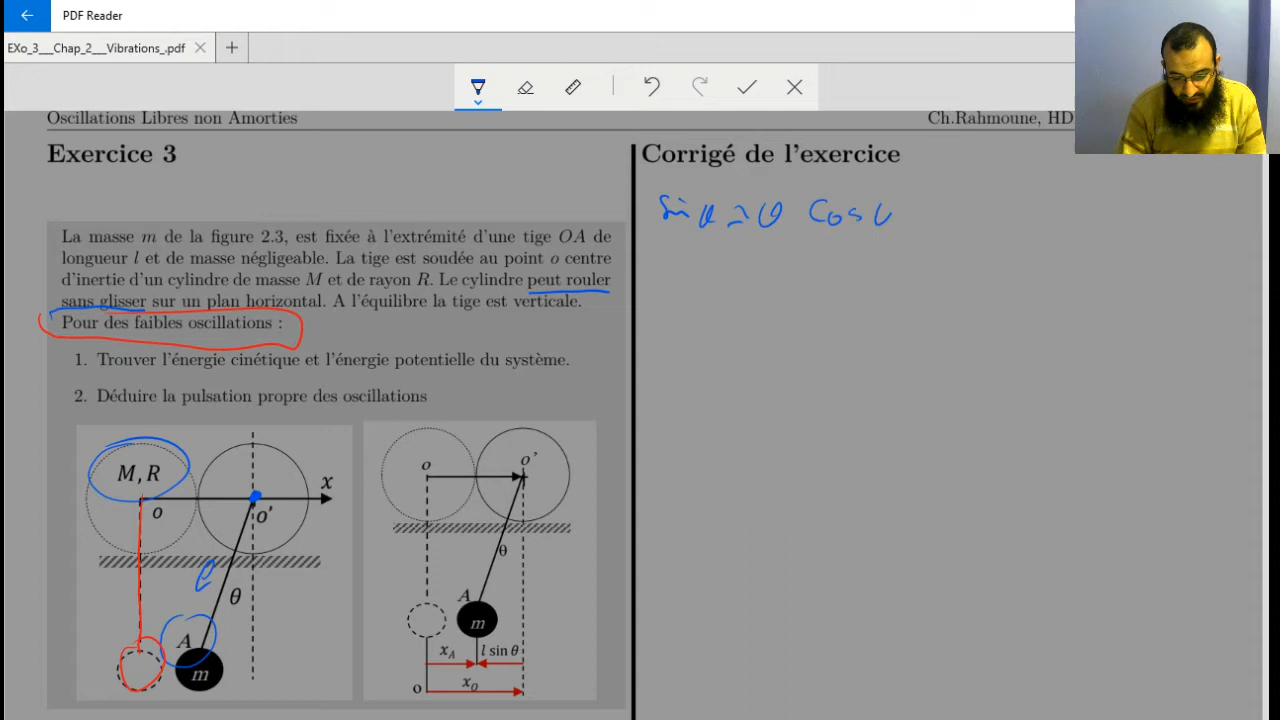 PDF Reader
EXo_3___Chap_2___Vibrations_.pdf
Oscillations Libres non Amorties
Ch.Rahmoune, HD
Exercice 3
La masse m de la figure 2.3, est fixée à l'extrémité d'une tige OA de
longueur l et de masse négligeable. La tige est soudée au point o centre
d'inertie d'un cylindre de masse M et de rayon R. Le cylindre peut rouler
sans glisser sur un plan horizontal. A l'équilibre la tige est verticale.
Pour des faibles oscillations :
1. Trouver l'énergie cinétique et l'énergie potentielle du système.
2. Déduire la pulsation propre des oscillations
M, R
x
o
o'
θ
l
A
m
o
o'
θ
A
m
x_A
l sin θ
o
x_O
Corrigé de l'exercice
Sin θ ≃ θ Cos